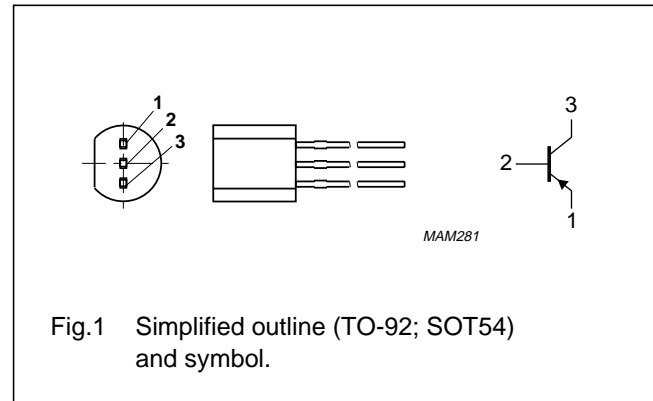 1
2
3
3
2
1
MAM281
Fig.1 Simplified outline (TO-92; SOT54)
and symbol.